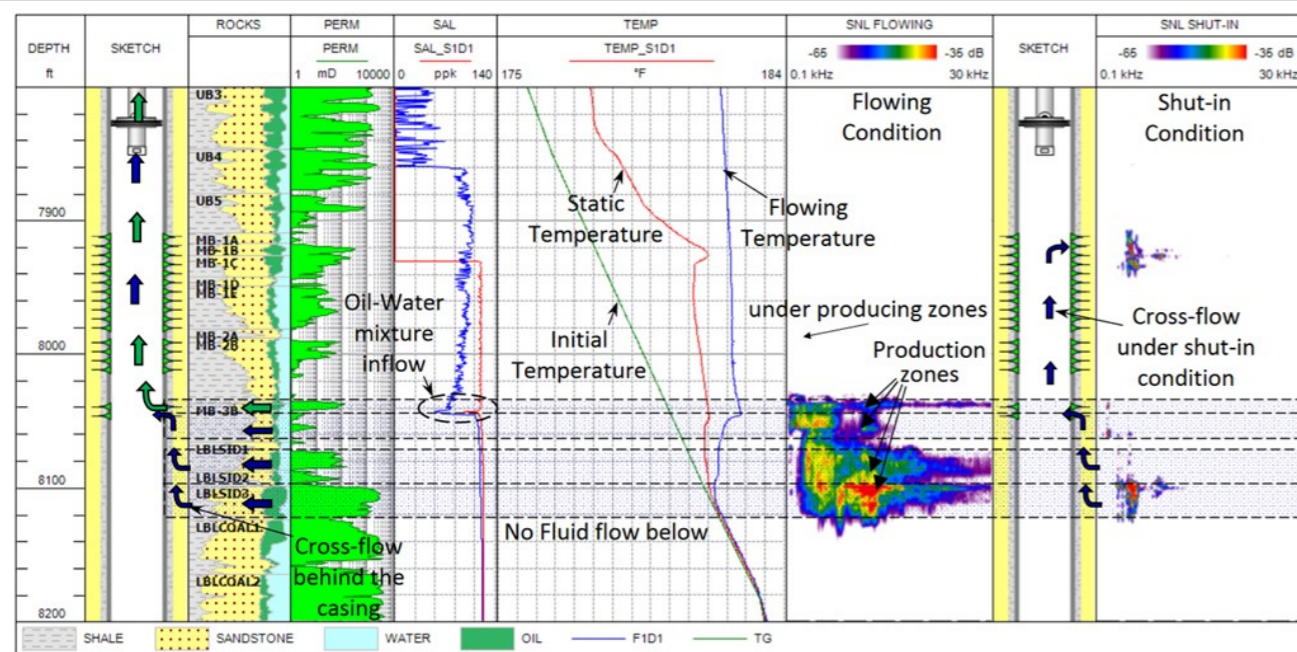 DEPTH
ft
SKETCH
ROCKS
PERM
PERM
1 mD 10000
SAL
SAL_S1D1
0 ppk 140
TEMP
TEMP_S1D1
175 °F 184
SNL FLOWING
-65 -35 dB
0.1 kHz 30 kHz
SKETCH
SNL SHUT-IN
-65 -35 dB
0.1 kHz 30 kHz
UB3
UB4
UB5
MB-1A
MB-1B
MB-1C
MB-1D
MB-1E
MB-2A
MB-2B
MB-3B
LBLSID1
LBLSID2
LBLSID3
LBLCOAL1
LBLCOAL2
7900
8000
8100
8200
Oil-Water
mixture
inflow
Cross-flow
behind the
casing
Static
Temperature
Flowing
Temperature
Initial
Temperature
No Fluid flow below
Flowing
Condition
under producing zones
Production
zones
Shut-in
Condition
Cross-flow
under shut-in
condition
SHALE SANDSTONE WATER OIL F1D1 TG